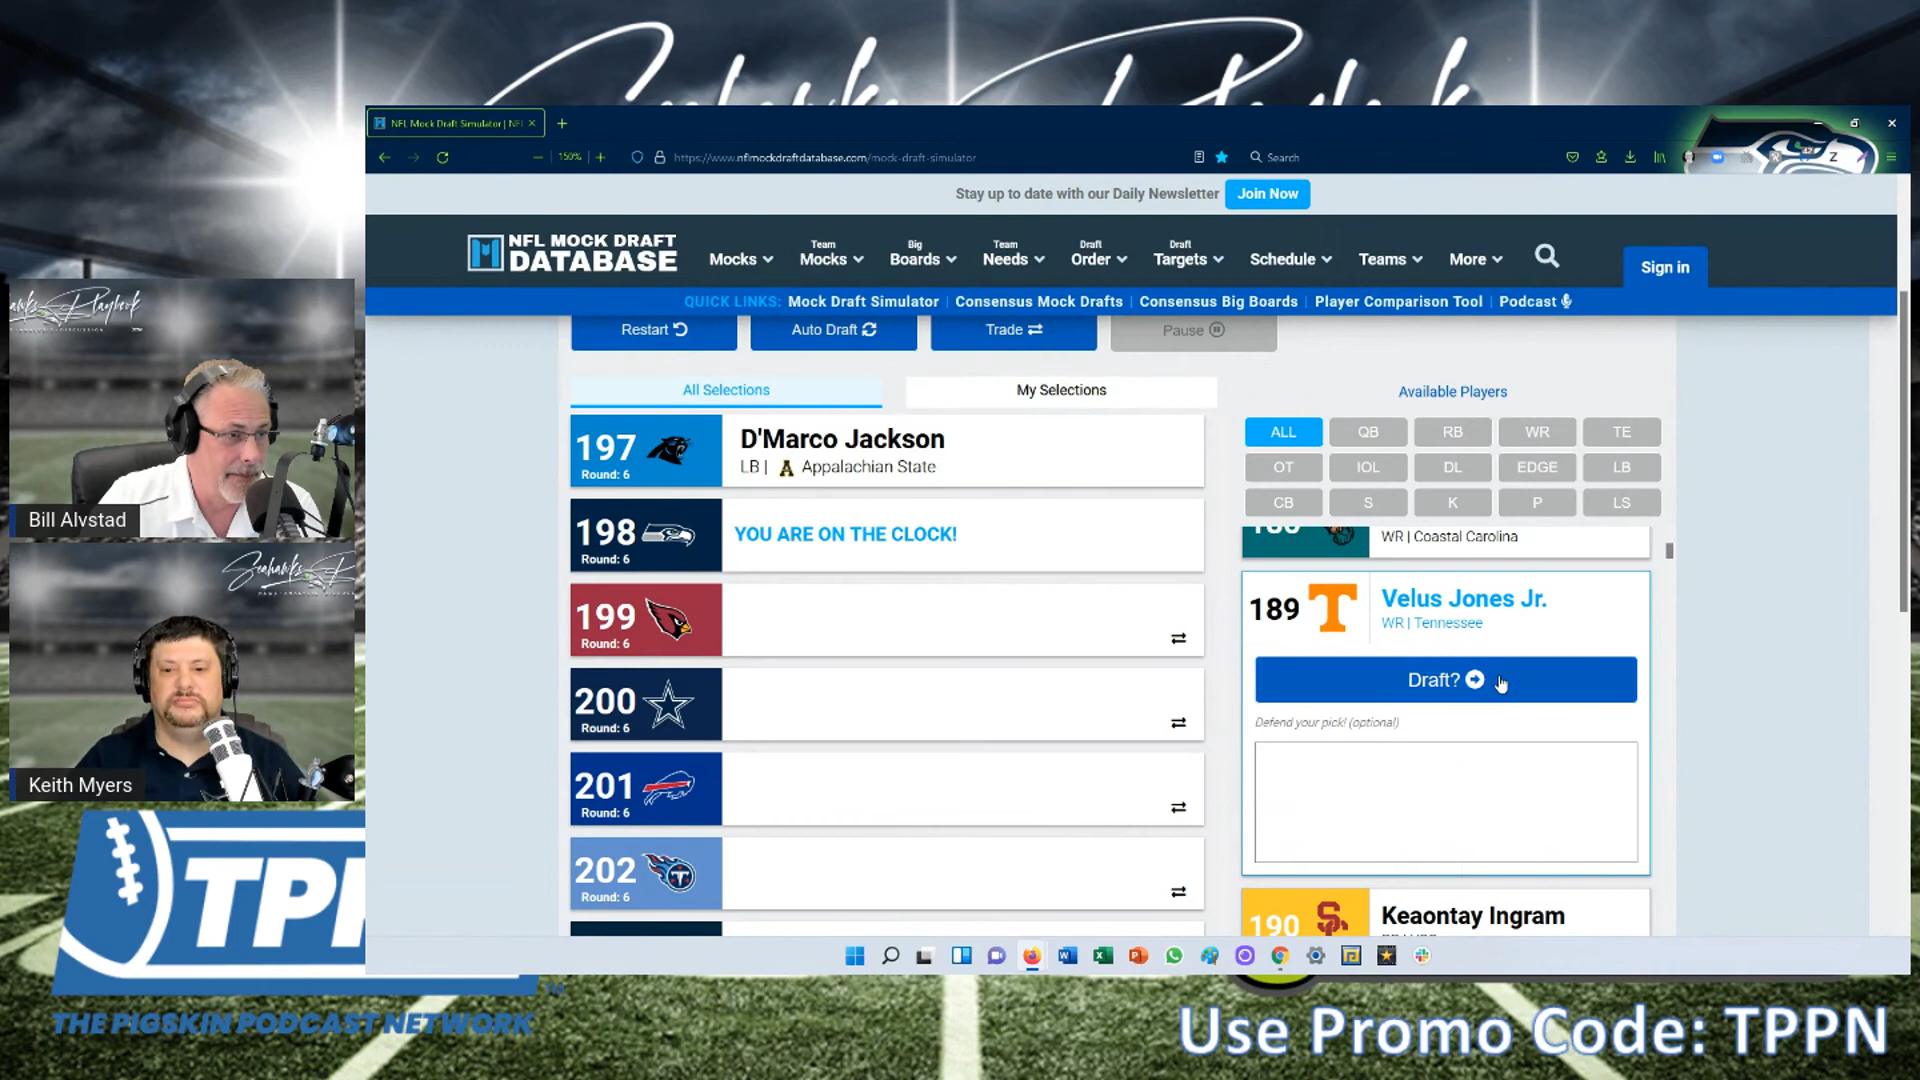 Seahawks Playbook
NFL Mock Draft Simulator | NFL
150%
https://www.nflmockdraftdatabase.com/mock-draft-simulator
Search
Stay up to date with our Daily Newsletter
Join Now
NFL MOCK DRAFT
DATABASE
Mocks
Team
Mocks
Big
Boards
Team
Needs
Draft
Order
Draft
Targets
Schedule
Teams
More
Sign in
QUICK LINKS: Mock Draft Simulator | Consensus Mock Drafts | Consensus Big Boards | Player Comparison Tool | Podcast
Restart
Auto Draft
Trade
Pause
All Selections
My Selections
Available Players
ALL QB RB WR TE
OT IOL DL EDGE LB
CB S K P LS
197
Round: 6
D'Marco Jackson
LB | Appalachian State
198
Round: 6
YOU ARE ON THE CLOCK!
199
Round: 6
200
Round: 6
201
Round: 6
202
Round: 6
WR | Coastal Carolina
189
Velus Jones Jr.
WR | Tennessee
Draft?
Defend your pick! (optional)
190
Keaontay Ingram
Bill Alvstad
Keith Myers
THE PIGSKIN PODCAST NETWORK
Use Promo Code: TPPN